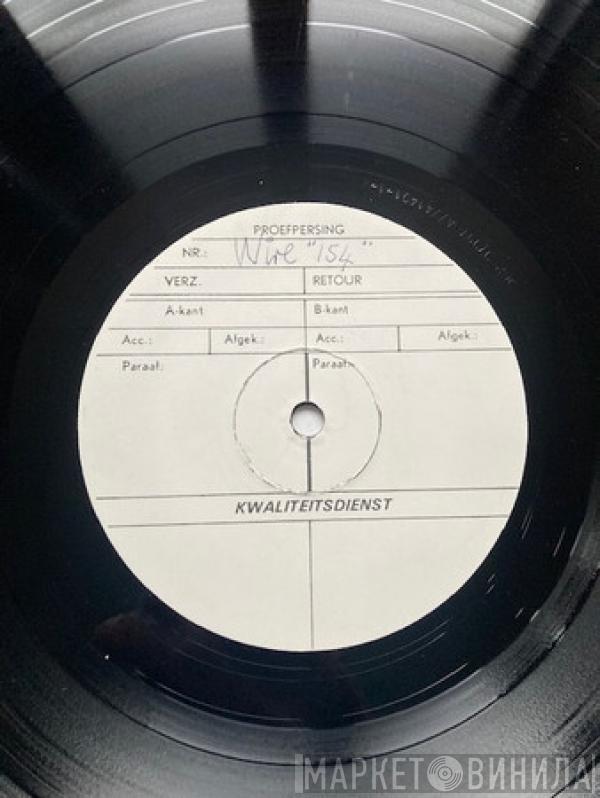 PROEFPERSING
NR.: Wire "154"
VERZ. RETOUR
A-kant B-kant
Acc.: Afgek.: Acc.: Afgek.:
Paraaf: Paraaf:
KWALITEITSDIENST
МАРКЕТ ВИНИЛА